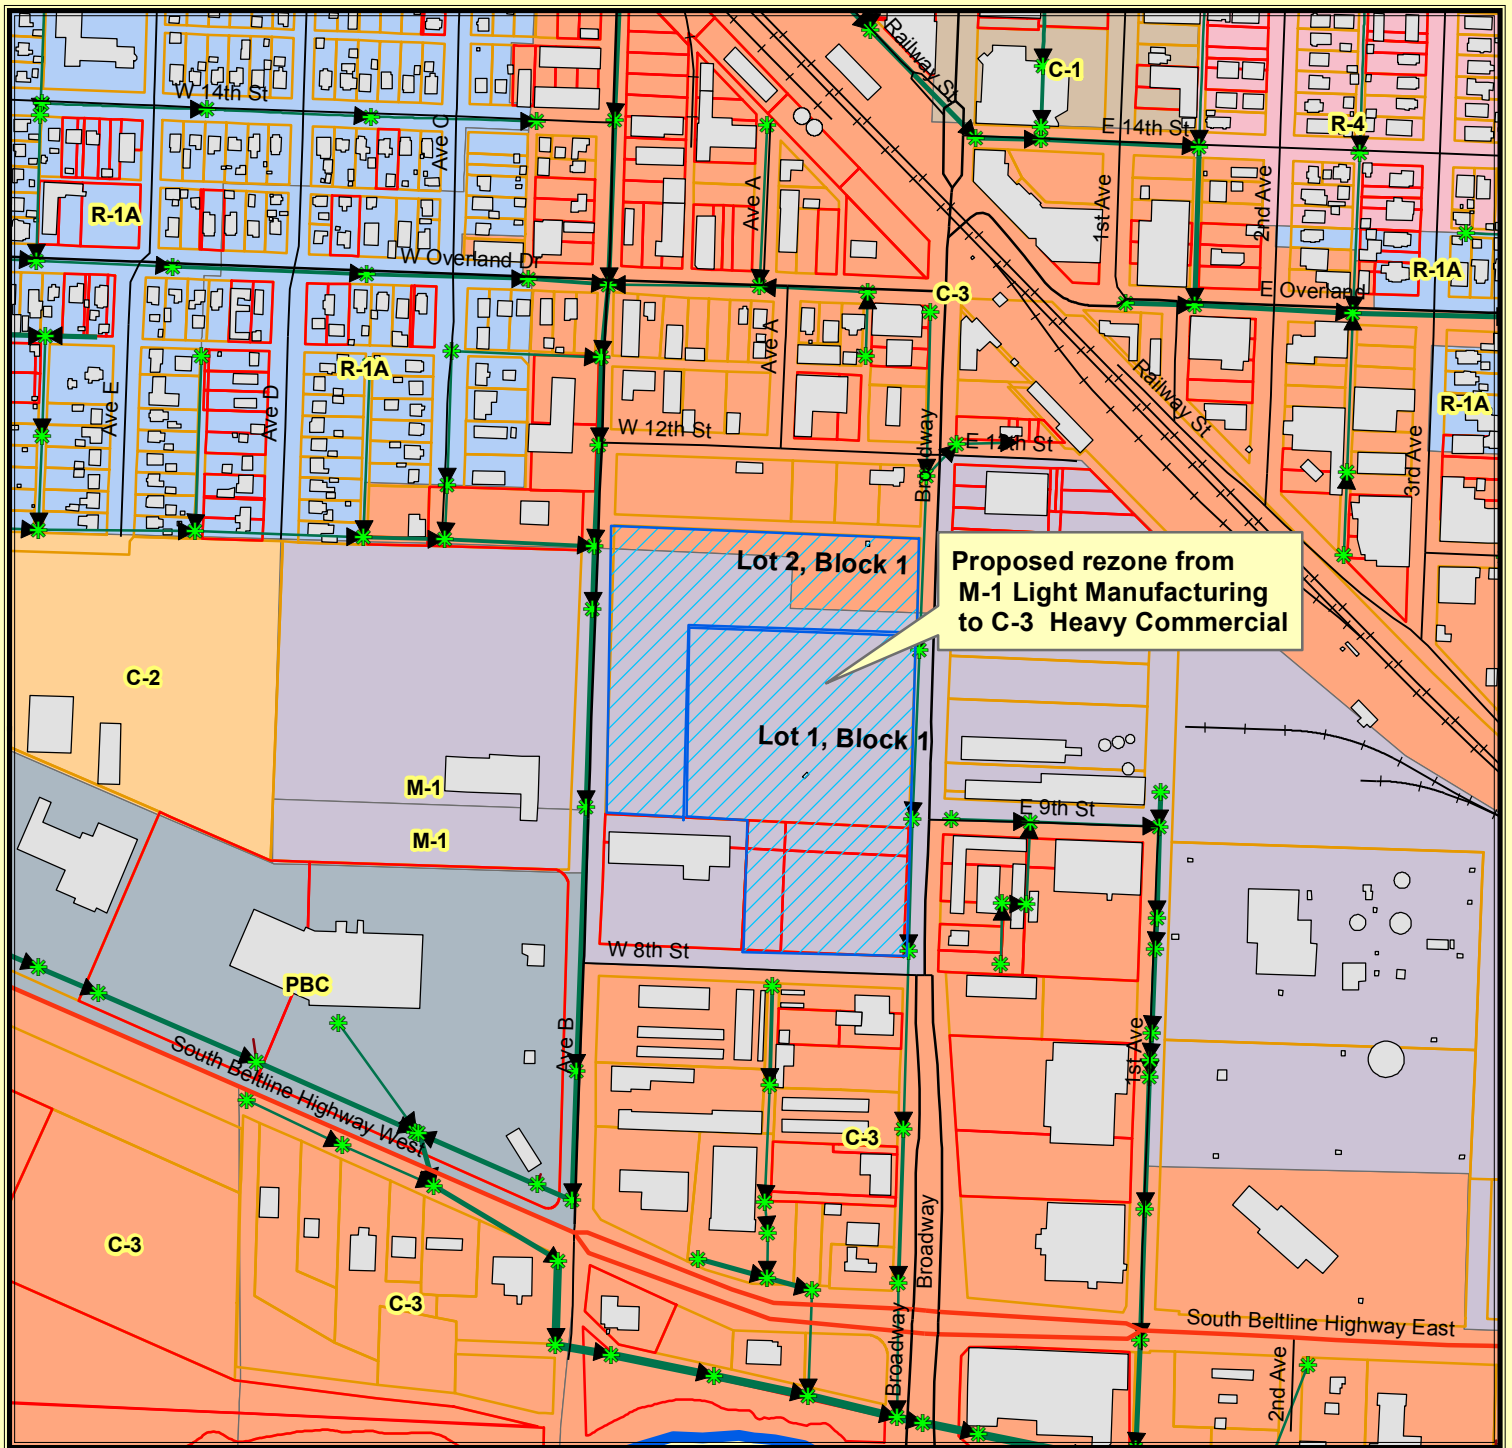 Railway St
C-1
W 14th St
E 14th St
R-4
Ave C
Ave A
1st Ave
2nd Ave
R-1A
W Overland Dr
R-1A
C-3
E Overland
Ave A
R-1A
Railway St
R-1A
Ave E
Ave D
W 12th St
Broadway
E 12th St
3rd Ave
Lot 2, Block 1
Proposed rezone from
M-1 Light Manufacturing
to C-3 Heavy Commercial
C-2
Lot 1, Block 1
M-1
E 9th St
M-1
W 8th St
PBC
South Beltline Highway West
Ave B
1st Ave
C-3
Broadway
C-3
C-3
South Beltline Highway East
Broadway
2nd Ave